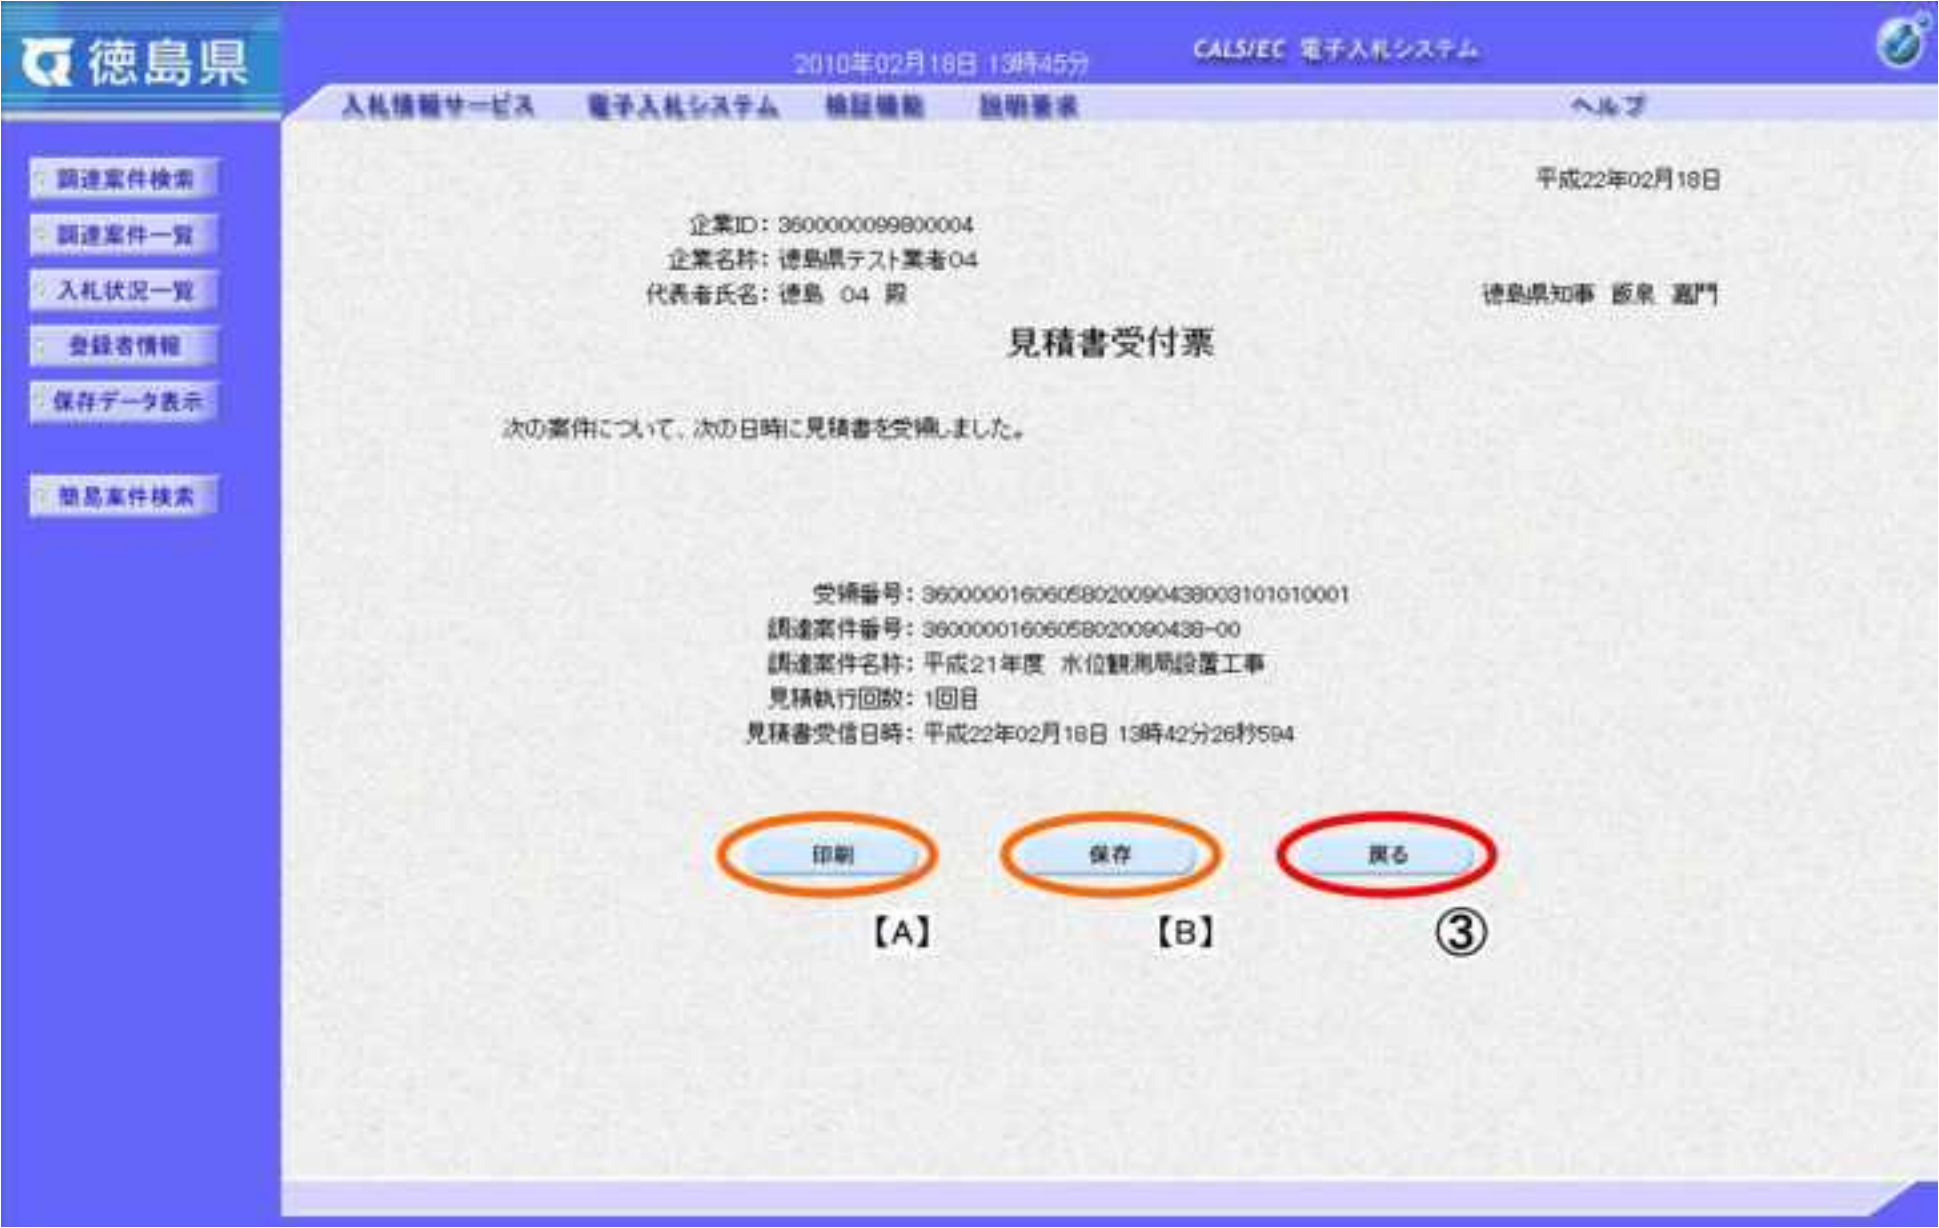 徳島県
2010年02月18日 13時45分
CALS/EC 電子入札システム
入札情報サービス 電子入札システム 検証機能 説明要求 ヘルプ
調達案件検索
調達案件一覧
入札状況一覧
登録者情報
保存データ表示
簡易案件検索
平成22年02月18日
企業ID：3600000099800004
企業名称：徳島県テスト業者04
代表者氏名：徳島 04 殿
徳島県知事 飯泉 嘉門
見積書受付票
次の案件について、次の日時に見積書を受領しました。
受領番号：36000001606058020090438003101010001
調達案件番号：36000001606058020090438-00
調達案件名称：平成21年度 水位観測局設置工事
見積執行回数：1回目
見積書受信日時：平成22年02月18日 13時42分26秒594
印刷 保存 戻る
【A】 【B】 ③